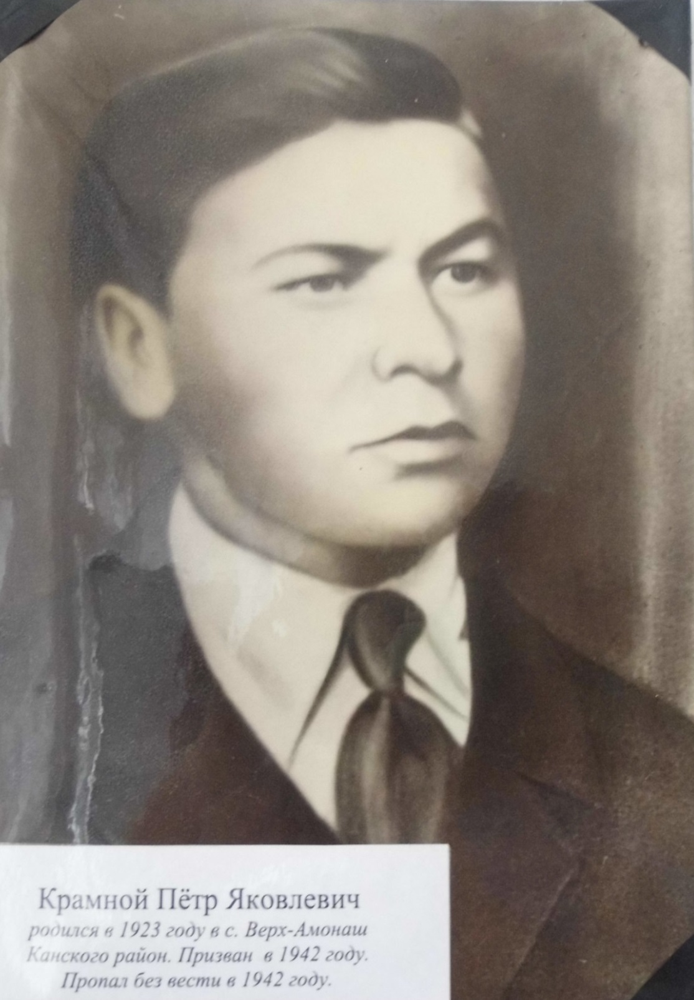 Крамной Пётр Яковлевич
родился в 1923 году в с. Верх-Амонаш
Канского район. Призван в 1942 году.
Пропал без вести в 1942 году.